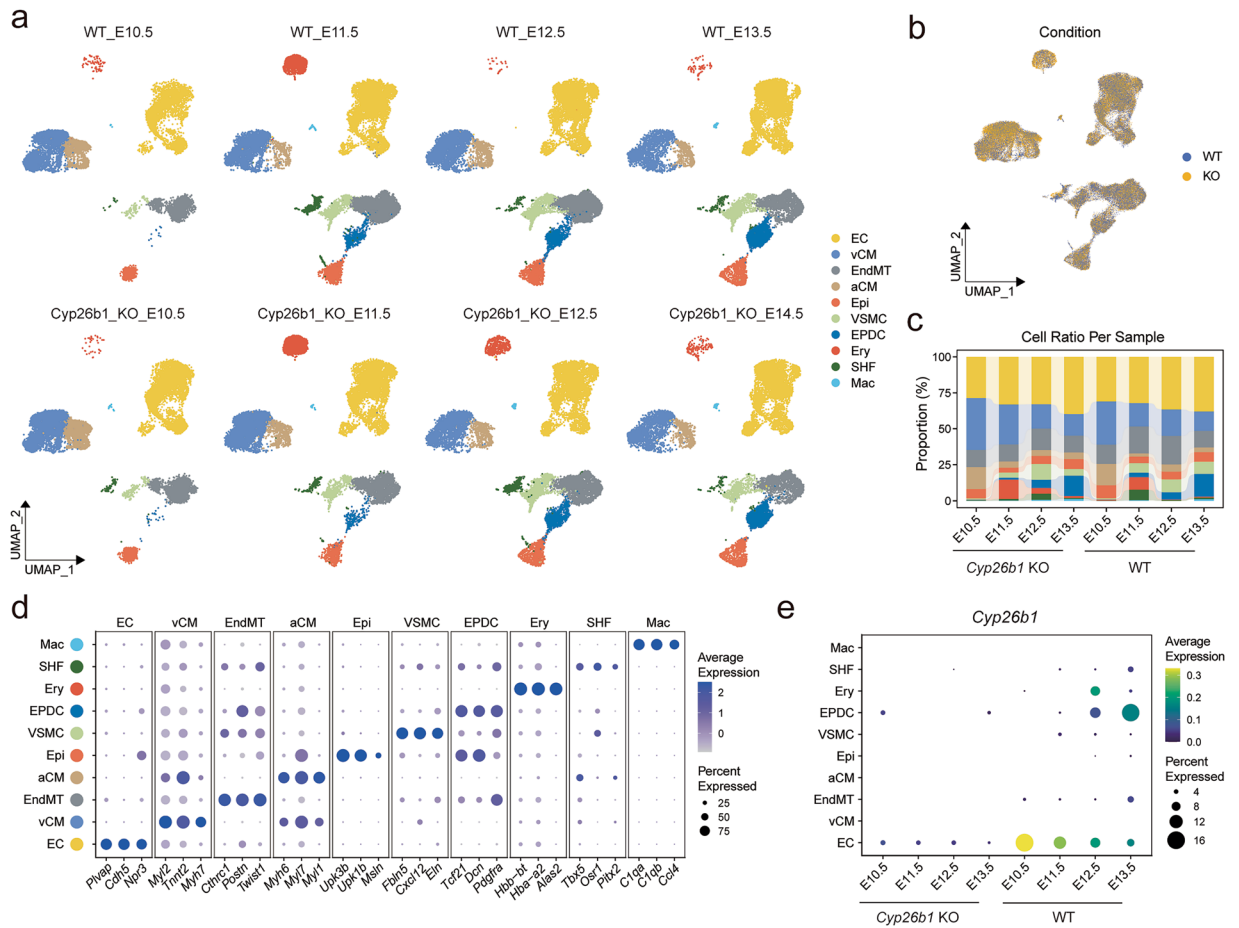 a
WT_E10.5
WT_E11.5
WT_E12.5
WT_E13.5
Cyp26b1_KO_E10.5
Cyp26b1_KO_E11.5
Cyp26b1_KO_E12.5
Cyp26b1_KO_E14.5
UMAP_2
UMAP_1
EC
vCM
EndMT
aCM
Epi
VSMC
EPDC
Ery
SHF
Mac
b
Condition
WT
KO
UMAP_2
UMAP_1
c
Cell Ratio Per Sample
Proportion (%)
100
75
50
25
0
E10.5
E11.5
E12.5
E13.5
E10.5
E11.5
E12.5
E13.5
Cyp26b1 KO
WT
d
EC
vCM
EndMT
aCM
Epi
VSMC
EPDC
Ery
SHF
Mac
Mac
SHF
Ery
EPDC
VSMC
Epi
aCM
EndMT
vCM
EC
Plvap
Cdh5
Npr3
Myl2
Tnnt2
Myh7
Cthrc1
Postn
Twist1
Myh6
Myl7
Myl1
Upk3b
Upk1b
Msln
Fbln5
Cxcl12
Eln
Tcf21
Dcn
Pdgfra
Hbb-bt
Hba-a2
Alas2
Tbx5
Osr1
Pitx2
C1qa
C1qb
Ccl4
Average
Expression
2
1
0
Percent
Expressed
25
50
75
e
Cyp26b1
Mac
SHF
Ery
EPDC
VSMC
Epi
aCM
EndMT
vCM
EC
E10.5
E11.5
E12.5
E13.5
E10.5
E11.5
E12.5
E13.5
Cyp26b1 KO
WT
Average
Expression
0.3
0.2
0.1
0.0
Percent
Expressed
4
8
12
16